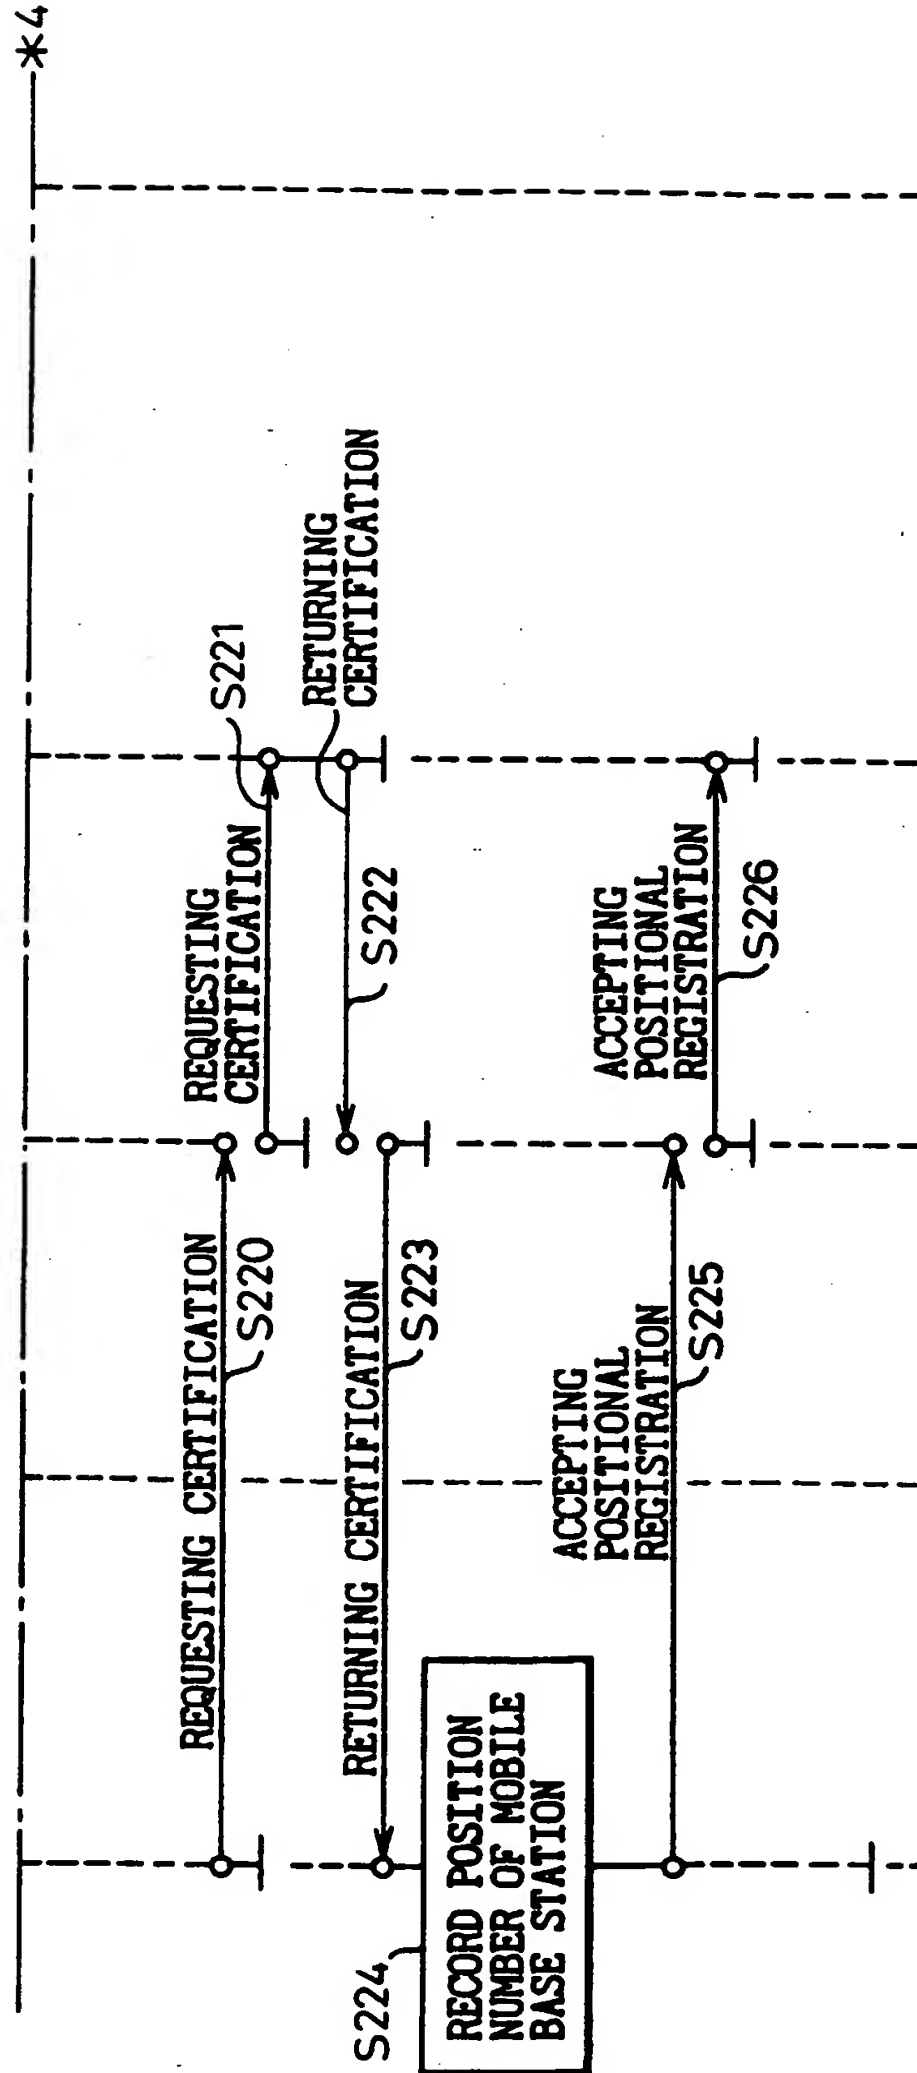 *4
REQUESTING CERTIFICATION
S220
REQUESTING
CERTIFICATION
S221
RETURNING
CERTIFICATION
S222
RETURNING CERTIFICATION
S223
S224
RECORD POSITION
NUMBER OF MOBILE
BASE STATION
ACCEPTING
POSITIONAL
REGISTRATION
S225
ACCEPTING
POSITIONAL
REGISTRATION
S226